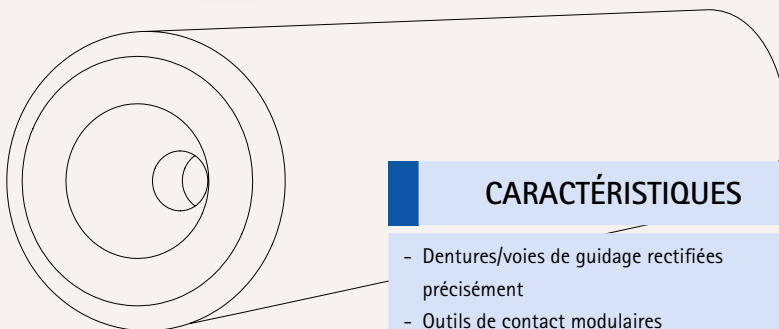 CARACTÉRISTIQUES
- Dentures/voies de guidage rectifiées
précisément
- Outils de contact modulaires